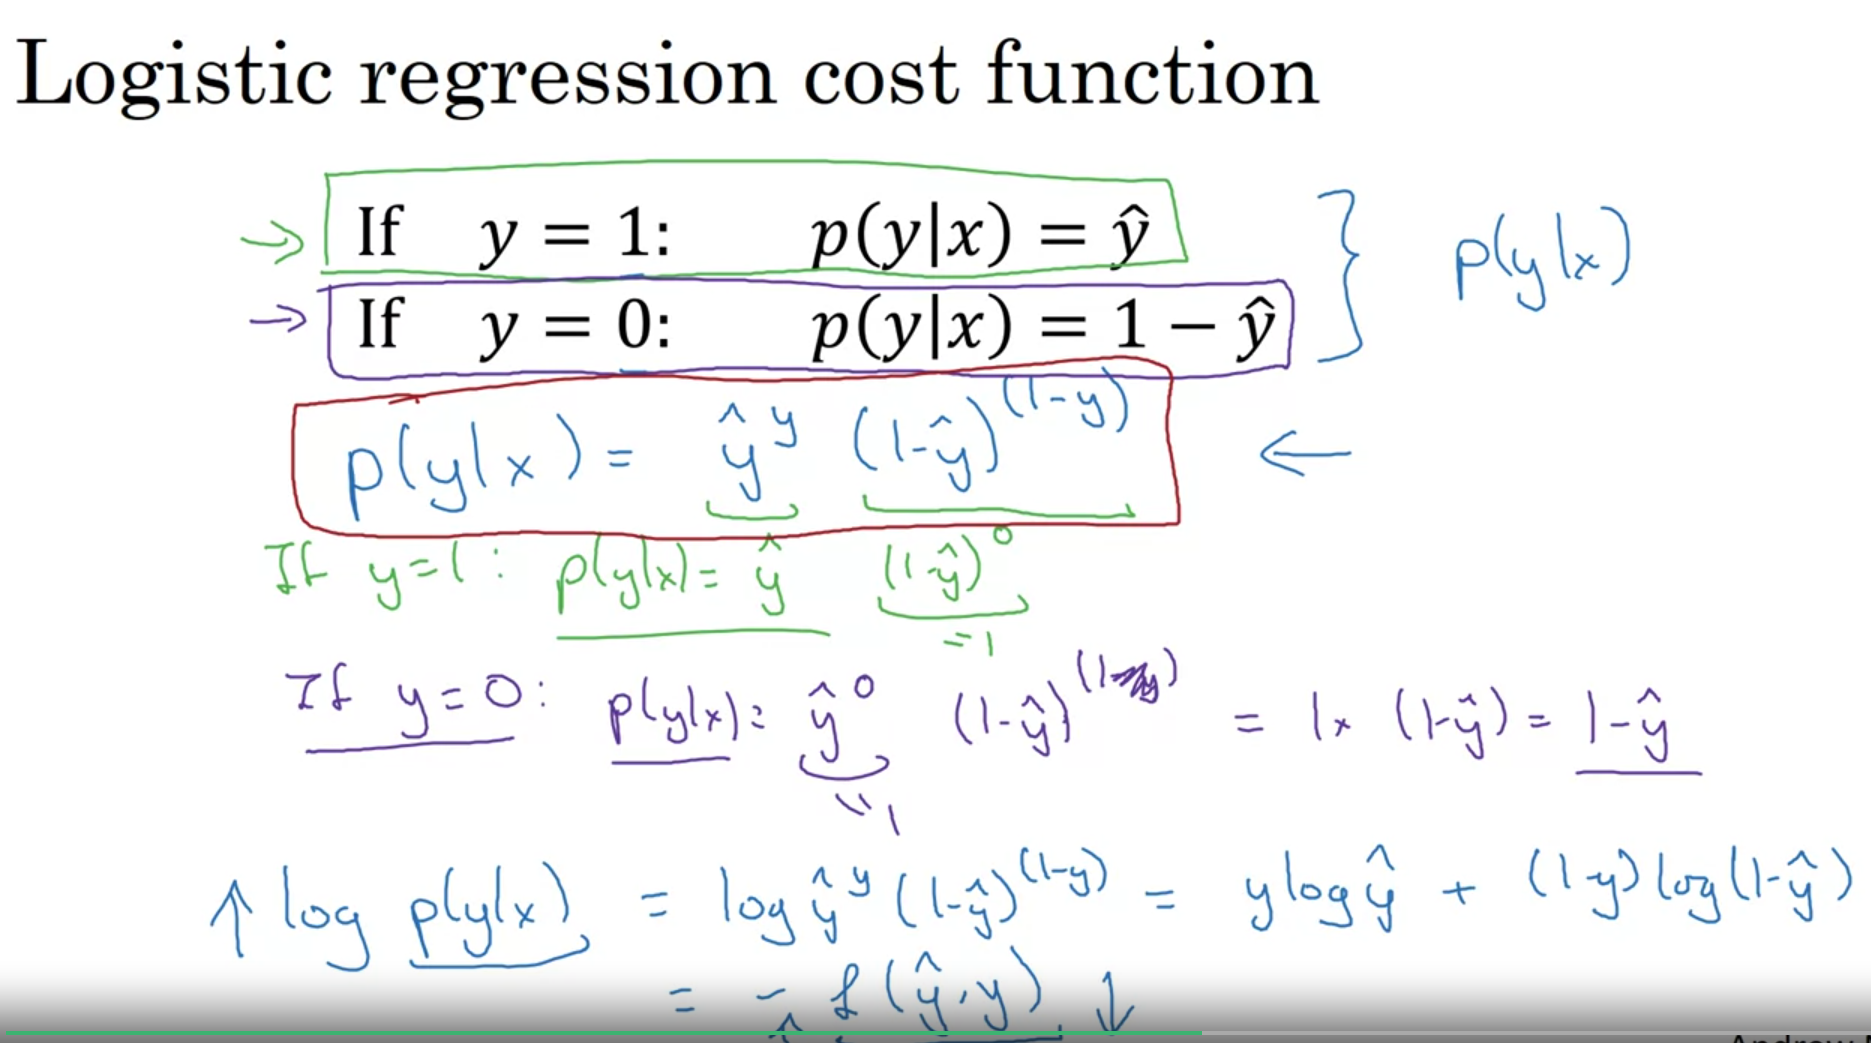 Logistic regression cost function
If y = 1: p(y|x) = ŷ
If y = 0: p(y|x) = 1 − ŷ
} p(y|x)
p(y|x) = ŷ^y (1-ŷ)^(1-y) ←
If y=1: p(y|x) = ŷ (1-ŷ)^0
=1
If y=0: p(y|x) = ŷ^0 (1-ŷ)^(1-y) = 1 x (1-ŷ) = 1-ŷ
"1
↑ log p(y|x) = log ŷ^y (1-ŷ)^(1-y) = y log ŷ + (1-y) log(1-ŷ)
= - L(ŷ,y) ↓